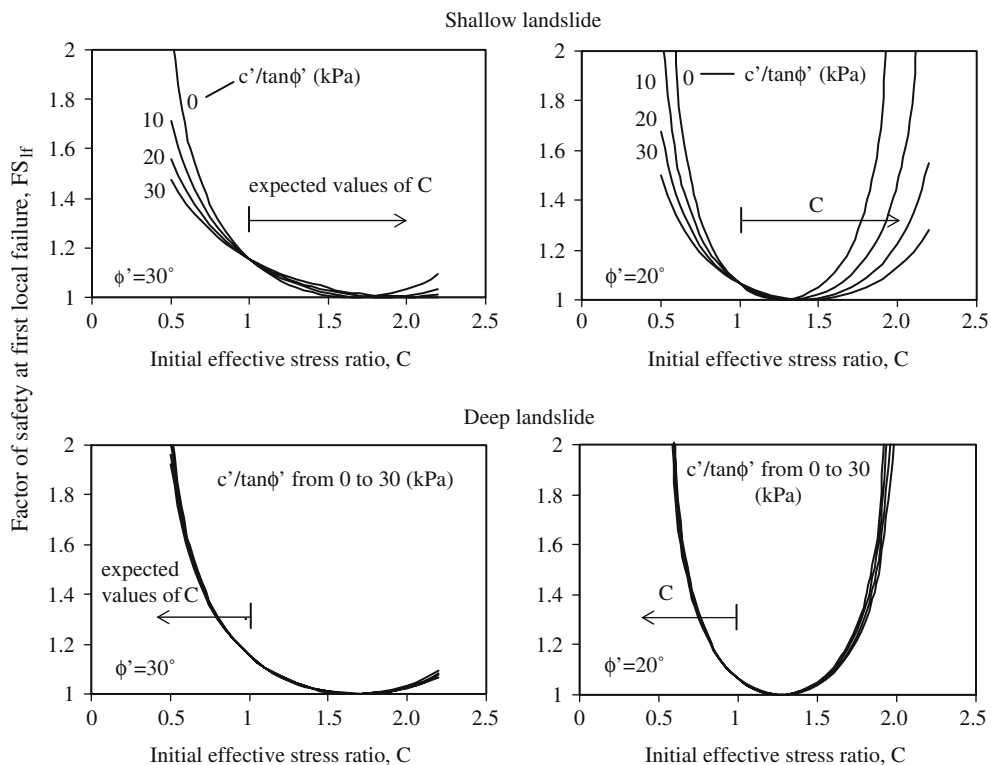 Shallow landslide
Factor of safety at first local failure, FSlf
2
1.8
1.6
1.4
1.2
1
0
0.5
1
1.5
2.0
2.5
c'/tanϕ' (kPa)
0
10
20
30
expected values of C
ϕ'=30°
Initial effective stress ratio, C
2
1.8
1.6
1.4
1.2
1
0
0.5
1
1.5
2.0
2.5
0
c'/tanϕ' (kPa)
10
20
30
C
ϕ'=20°
Initial effective stress ratio, C
Deep landslide
2
1.8
1.6
1.4
1.2
1
0
0.5
1
1.5
2.0
2.5
c'/tanϕ' from 0 to 30 (kPa)
expected
values of C
ϕ'=30°
Initial effective stress ratio, C
2
1.8
1.6
1.4
1.2
1
0
0.5
1
1.5
2.0
2.5
c'/tanϕ' from 0 to 30
(kPa)
C
ϕ'=20°
Initial effective stress ratio, C